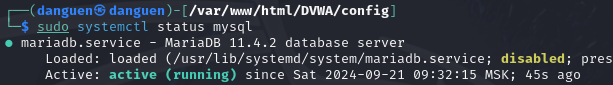 ┌──(danguen㉿danguen)-[/var/www/html/DVWA/config]
└─$ sudo systemctl status mysql
● mariadb.service - MariaDB 11.4.2 database server
Loaded: loaded (/usr/lib/systemd/system/mariadb.service; disabled; pres
Active: active (running) since Sat 2024-09-21 09:32:15 MSK; 45s ago